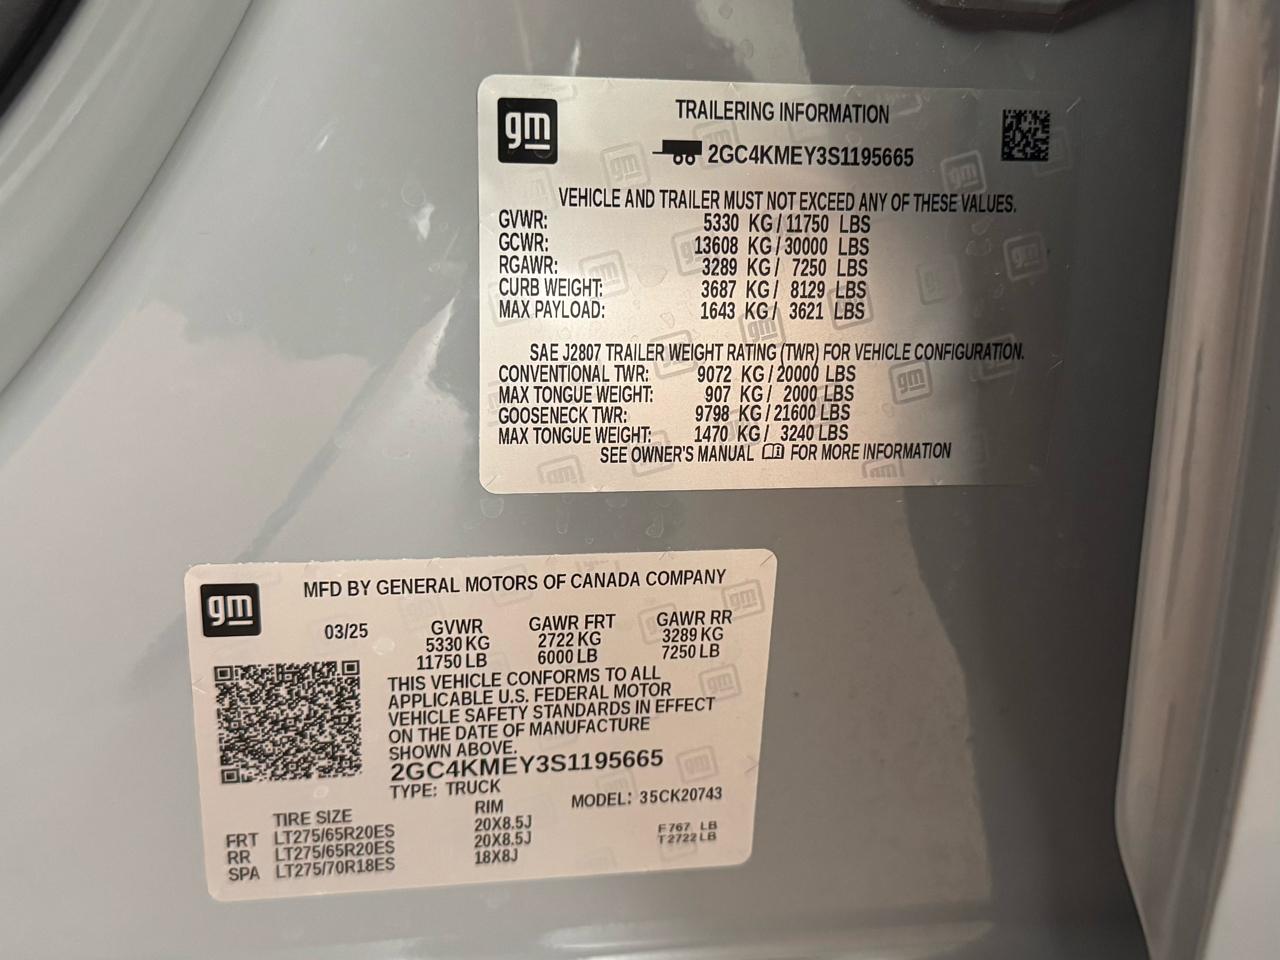 gm
TRAILERING INFORMATION
2GC4KMEY3S1195665
VEHICLE AND TRAILER MUST NOT EXCEED ANY OF THESE VALUES.
GVWR: 5330 KG / 11750 LBS
GCWR: 13608 KG / 30000 LBS
RGAWR: 3289 KG / 7250 LBS
CURB WEIGHT: 3687 KG / 8129 LBS
MAX PAYLOAD: 1643 KG / 3621 LBS
SAE J2807 TRAILER WEIGHT RATING (TWR) FOR VEHICLE CONFIGURATION.
CONVENTIONAL TWR: 9072 KG / 20000 LBS
MAX TONGUE WEIGHT: 907 KG / 2000 LBS
GOOSENECK TWR: 9798 KG / 21600 LBS
MAX TONGUE WEIGHT: 1470 KG / 3240 LBS
SEE OWNER'S MANUAL FOR MORE INFORMATION
gm
MFD BY GENERAL MOTORS OF CANADA COMPANY
03/25 GVWR GAWR FRT GAWR RR
5330 KG 2722 KG 3289 KG
11750 LB 6000 LB 7250 LB
THIS VEHICLE CONFORMS TO ALL
APPLICABLE U.S. FEDERAL MOTOR
VEHICLE SAFETY STANDARDS IN EFFECT
ON THE DATE OF MANUFACTURE
SHOWN ABOVE.
2GC4KMEY3S1195665
TYPE: TRUCK MODEL: 35CK20743
TIRE SIZE RIM
FRT LT275/65R20ES 20X8.5J F 767 LB
RR LT275/65R20ES 20X8.5J T 2722 LB
SPA LT275/70R18ES 18X8J